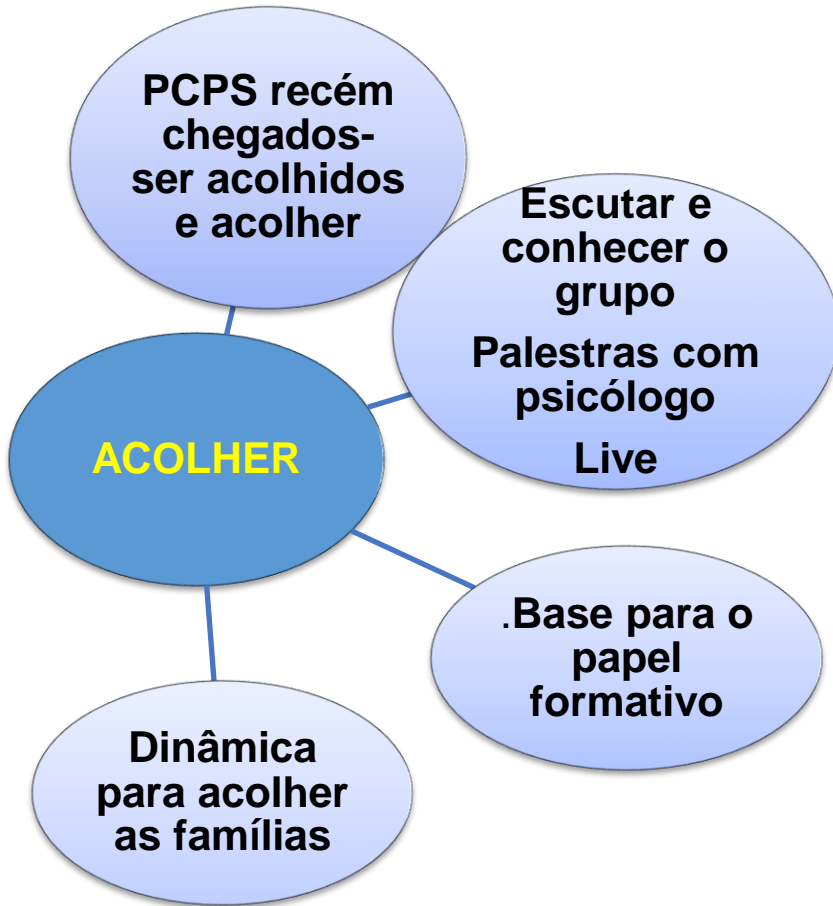 PCPS recém
chegados-
ser acolhidos
e acolher
Escutar e
conhecer o
grupo
Palestras com
psicólogo
Live
ACOLHER
.Base para o
papel
formativo
Dinâmica
para acolher
as famílias